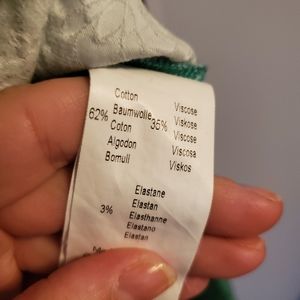 Cotton
Baumwolle Viscose
62% Coton 35% Viskose
Algodon Viscose
Bomull Viscosa
Viskos
Elastane
Elastan
3% Elasthanne
Elastano
Elastan